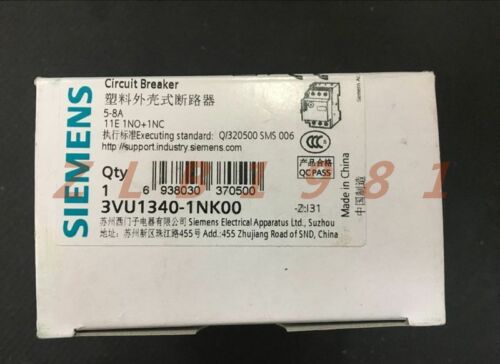 SIEMENS
Circuit Breaker
塑料外壳式断路器
5-8A
11E 1NO+1NC
执行标准Executing standard: Q/320500 SMS 006
http://support.industry.siemens.com
Qty
1
6 938030 370500
3VU1340-1NK00
苏州西门子电器有限公司 Siemens Electrical Apparatus Ltd., Suzhou
地址：苏州新区珠江路455号 Add.:455 Zhujiang Road of SND, China
CCC
产品合格
QC PASS
-Z:I31
Made in China
中国制造